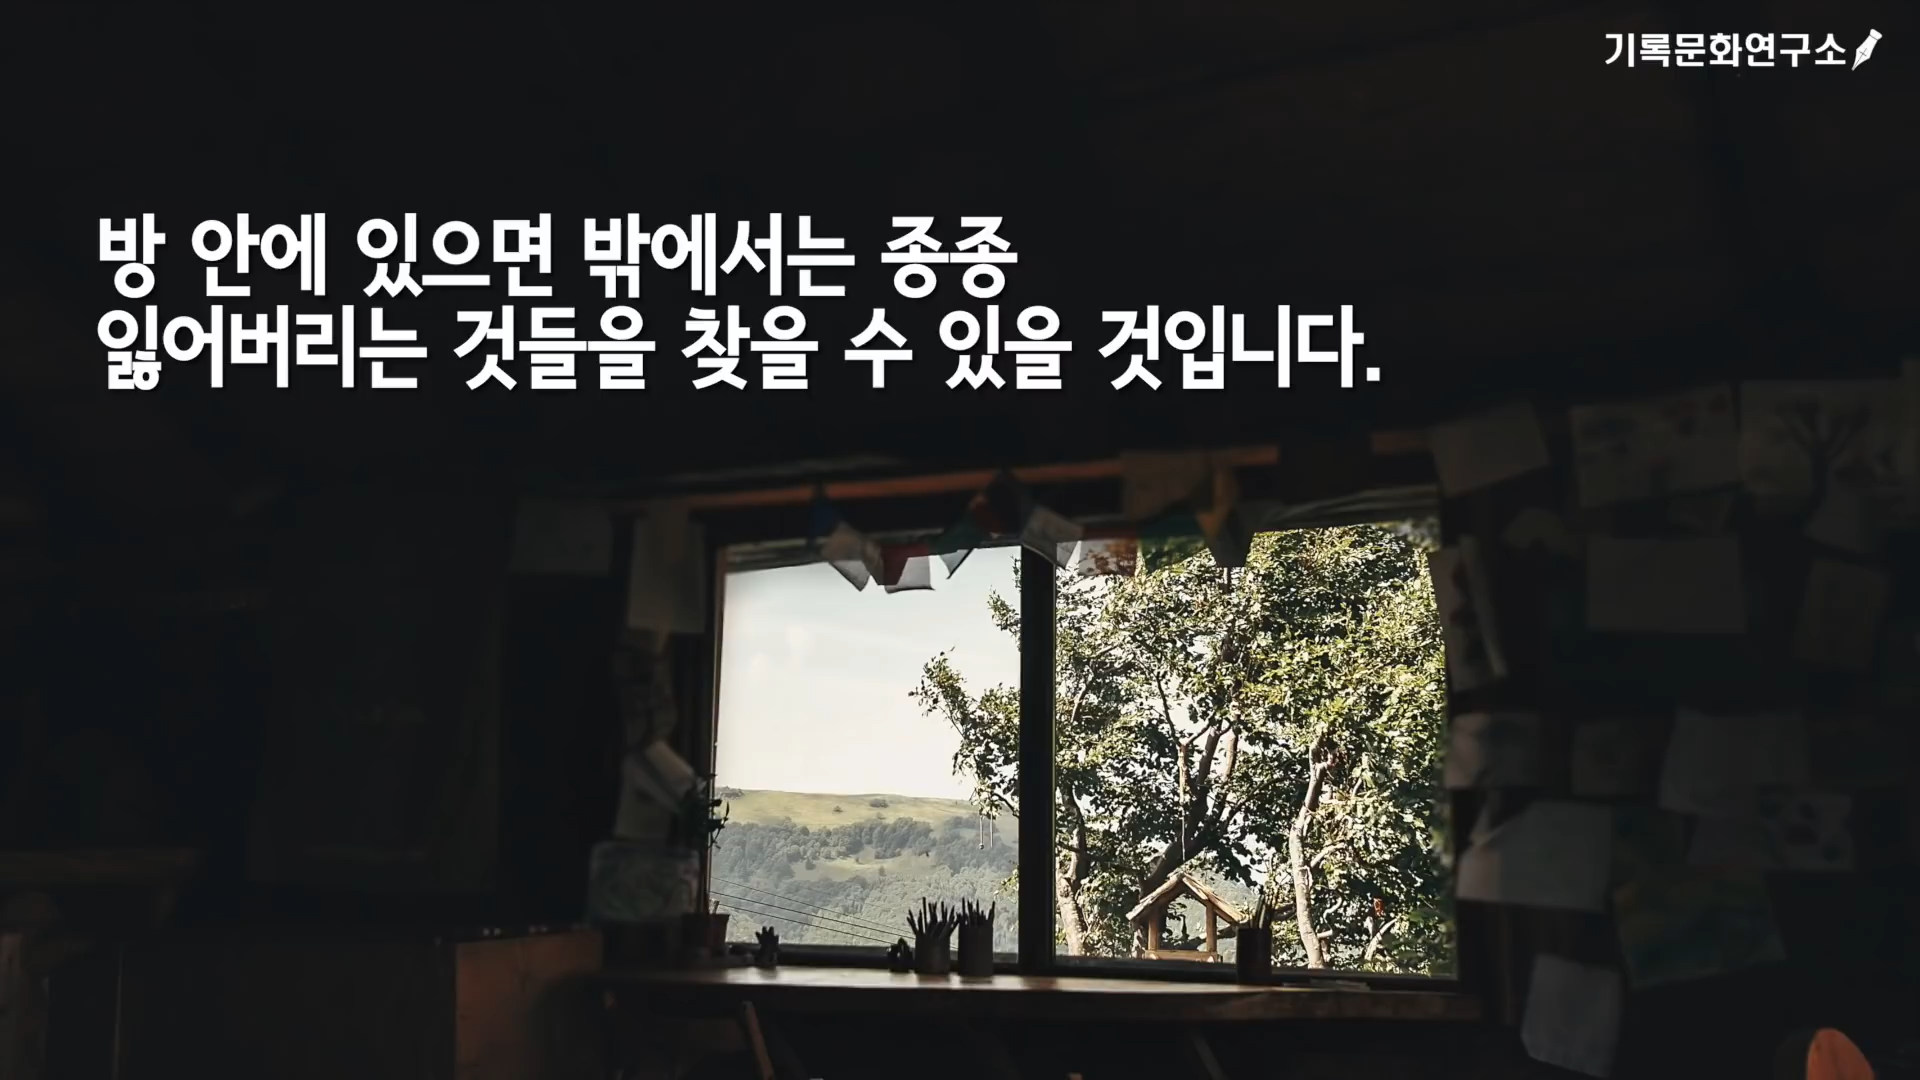 기록문화연구소
방 안에 있으면 밖에서는 종종
잃어버리는 것들을 찾을 수 있을 것입니다.